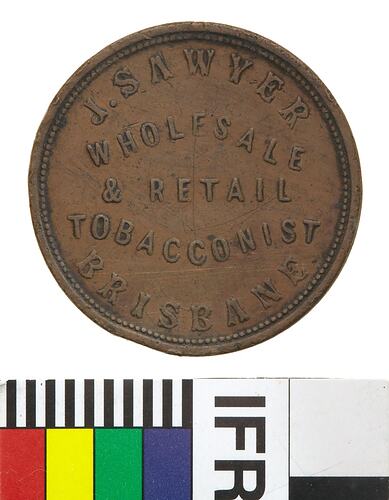 J. SAWYER
WHOLESALE
& RETAIL
TOBACCONIST
BRISBANE
IFR